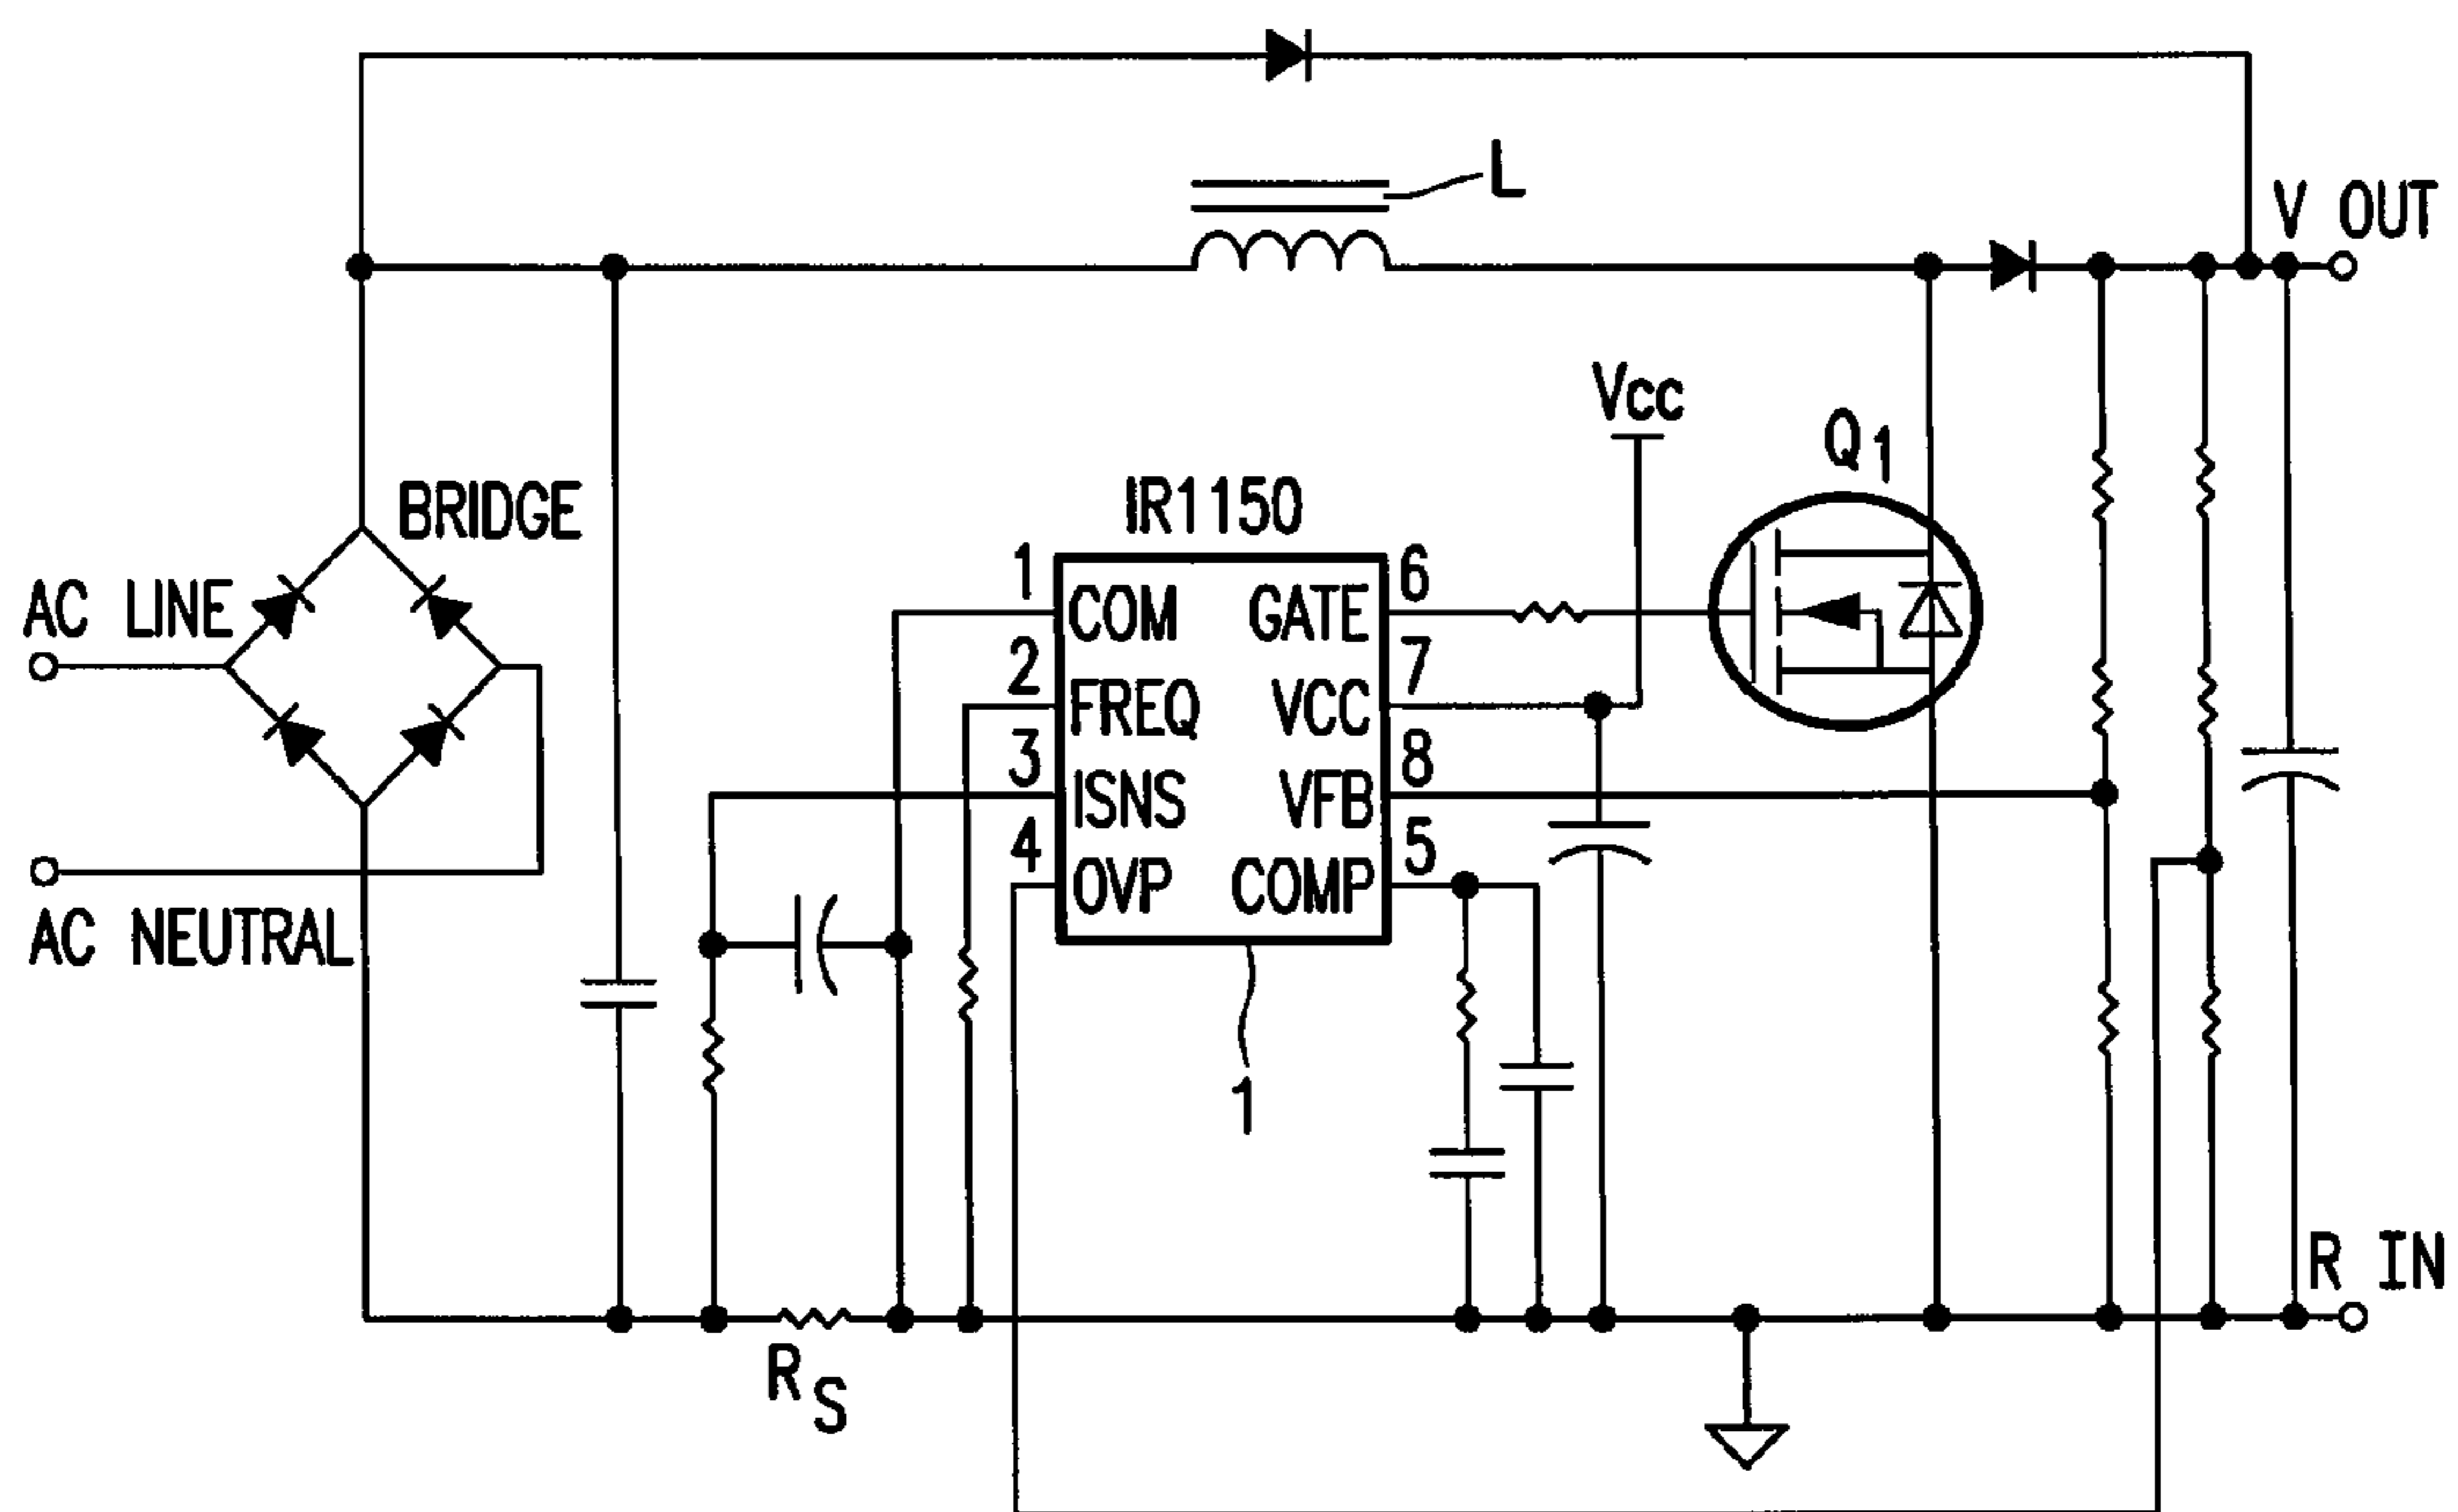 L
V OUT
VCC
Q1
BRIDGE
IR1150
AC LINE
1 COM GATE 6
2 FREQ VCC 7
3 ISNS VFB 8
4 OVP COMP 5
AC NEUTRAL
1
R IN
RS